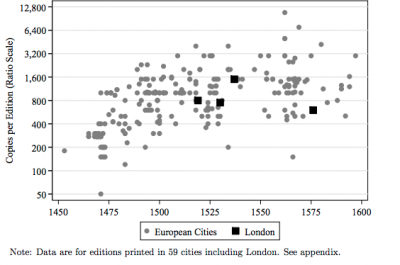 Copies per Edition (Ratio Scale)
12,800
6,400
3,200
1,600
800
400
200
100
50
1450 1475 1500 1525 1550 1575 1600
European Cities London
Note: Data are for editions printed in 59 cities including London. See appendix.